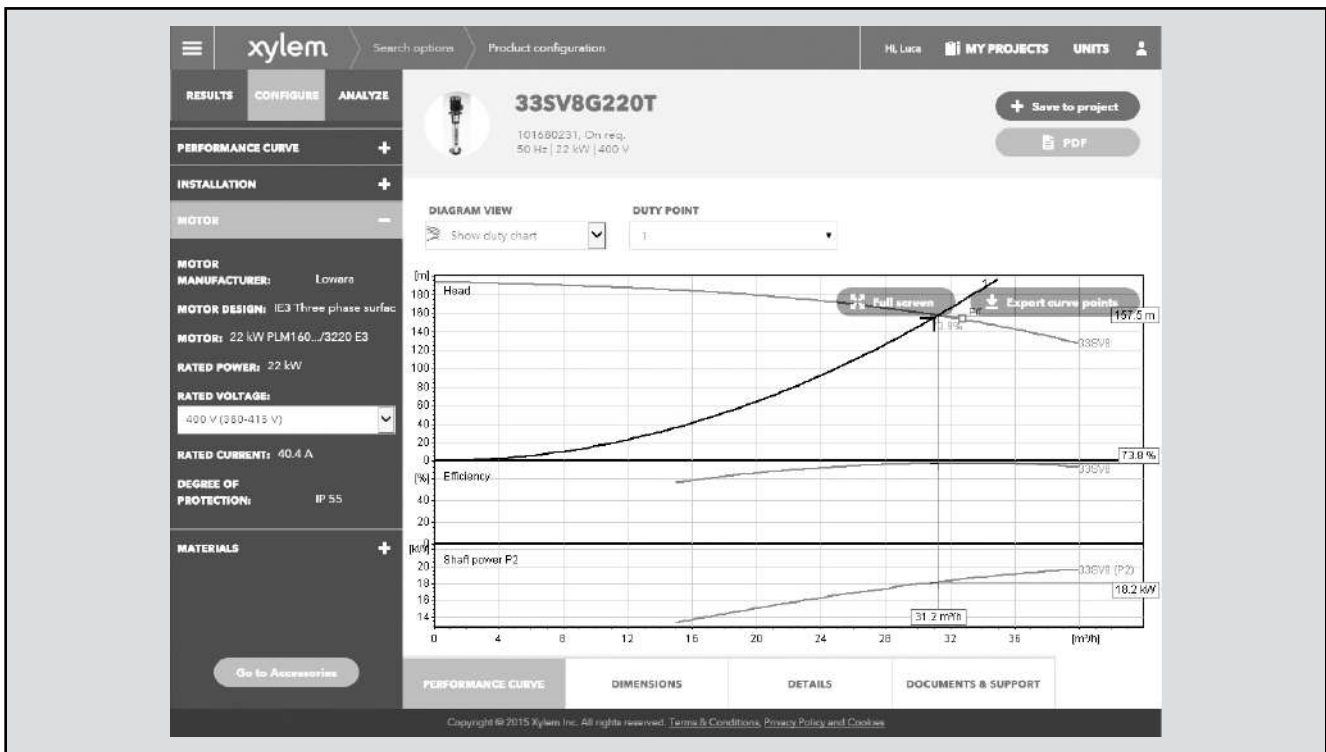 xylem
Search options
Product configuration
Hi, Luca
MY PROJECTS
UNITS
RESULTS
CONFIGURE
ANALYZE
33SV8G220T
101680231, On req.
50 Hz | 22 kW | 400 V
+ Save to project
PDF
PERFORMANCE CURVE +
INSTALLATION +
MOTOR −
MOTOR
MANUFACTURER: Lowara
MOTOR DESIGN: IE3 Three phase surfac
MOTOR: 22 kW PLM160.../3220 E3
RATED POWER: 22 kW
RATED VOLTAGE:
400 V (380-415 V)
RATED CURRENT: 40.4 A
DEGREE OF
PROTECTION: IP 55
MATERIALS +
Go to Accessories
DIAGRAM VIEW
Show duty chart
DUTY POINT
1
[m]
Head
180
160
140
120
100
80
60
40
20
0
1
Full screen
Export curve points
157.5 m
33SV8
73.8 %
[%]
Efficiency
40
20
0
33SV8
[kW]
Shaft power P2
20
18
16
14
33SV8 (P2)
18.2 kW
31.2 m³/h
0 4 8 12 16 20 24 28 32 36 [m³/h]
PERFORMANCE CURVE
DIMENSIONS
DETAILS
DOCUMENTS & SUPPORT
Copyright © 2015 Xylem Inc. All rights reserved. Terms & Conditions, Privacy Policy and Cookies